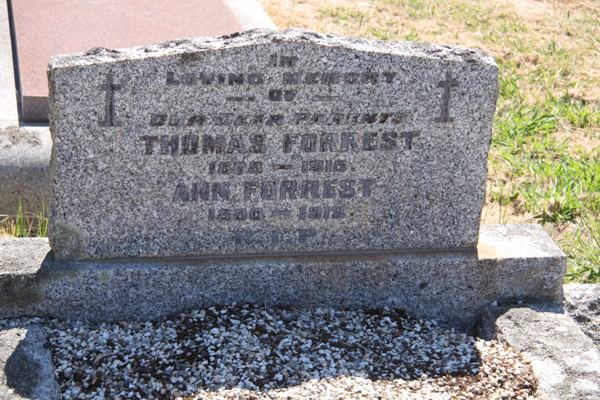 IN
LOVING MEMORY
— OF —
OUR DEAR PARENTS
THOMAS FORREST
ANN FORREST
R.I.P.